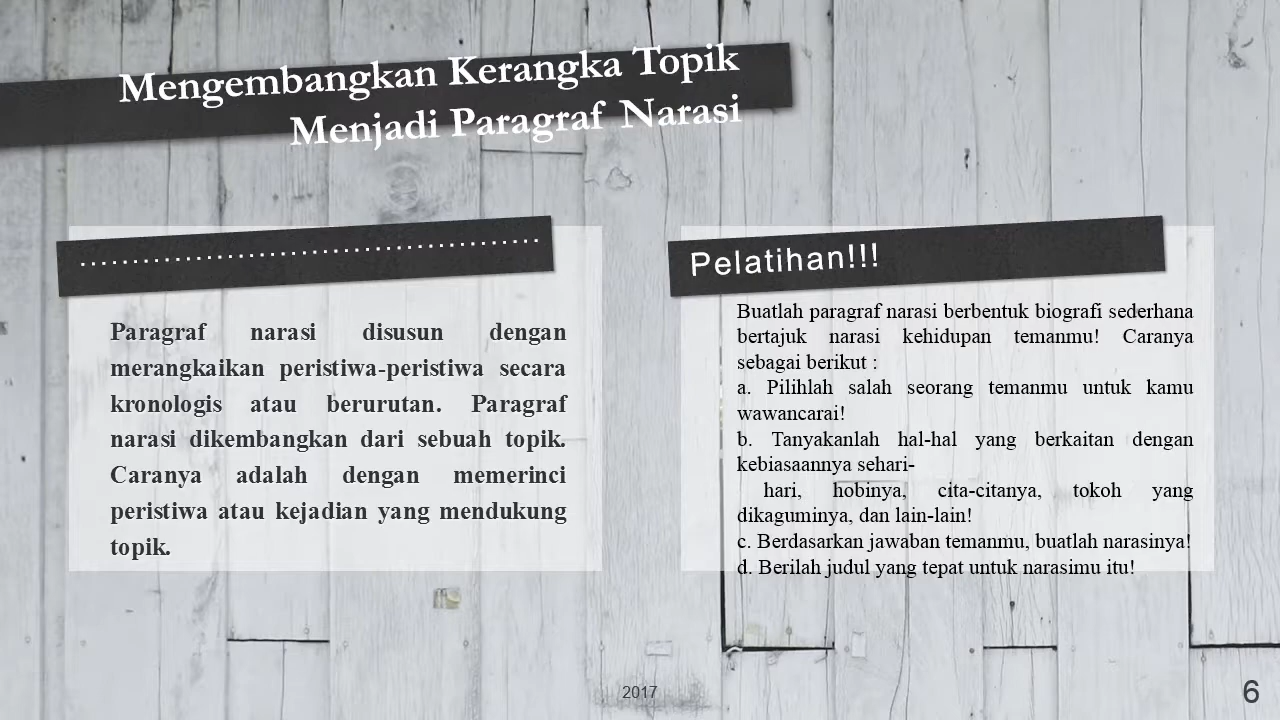 Mengembangkan Kerangka Topik
Menjadi Paragraf Narasi
............................................
Paragraf narasi disusun dengan
merangkaikan peristiwa-peristiwa secara
kronologis atau berurutan. Paragraf
narasi dikembangkan dari sebuah topik.
Caranya adalah dengan memerinci
peristiwa atau kejadian yang mendukung
topik.
Pelatihan!!!
Buatlah paragraf narasi berbentuk biografi sederhana
bertajuk narasi kehidupan temanmu! Caranya
sebagai berikut :
a. Pilihlah salah seorang temanmu untuk kamu
wawancarai!
b. Tanyakanlah hal-hal yang berkaitan dengan
kebiasaannya sehari-
hari, hobinya, cita-citanya, tokoh yang
dikaguminya, dan lain-lain!
c. Berdasarkan jawaban temanmu, buatlah narasinya!
d. Berilah judul yang tepat untuk narasimu itu!
2017
6